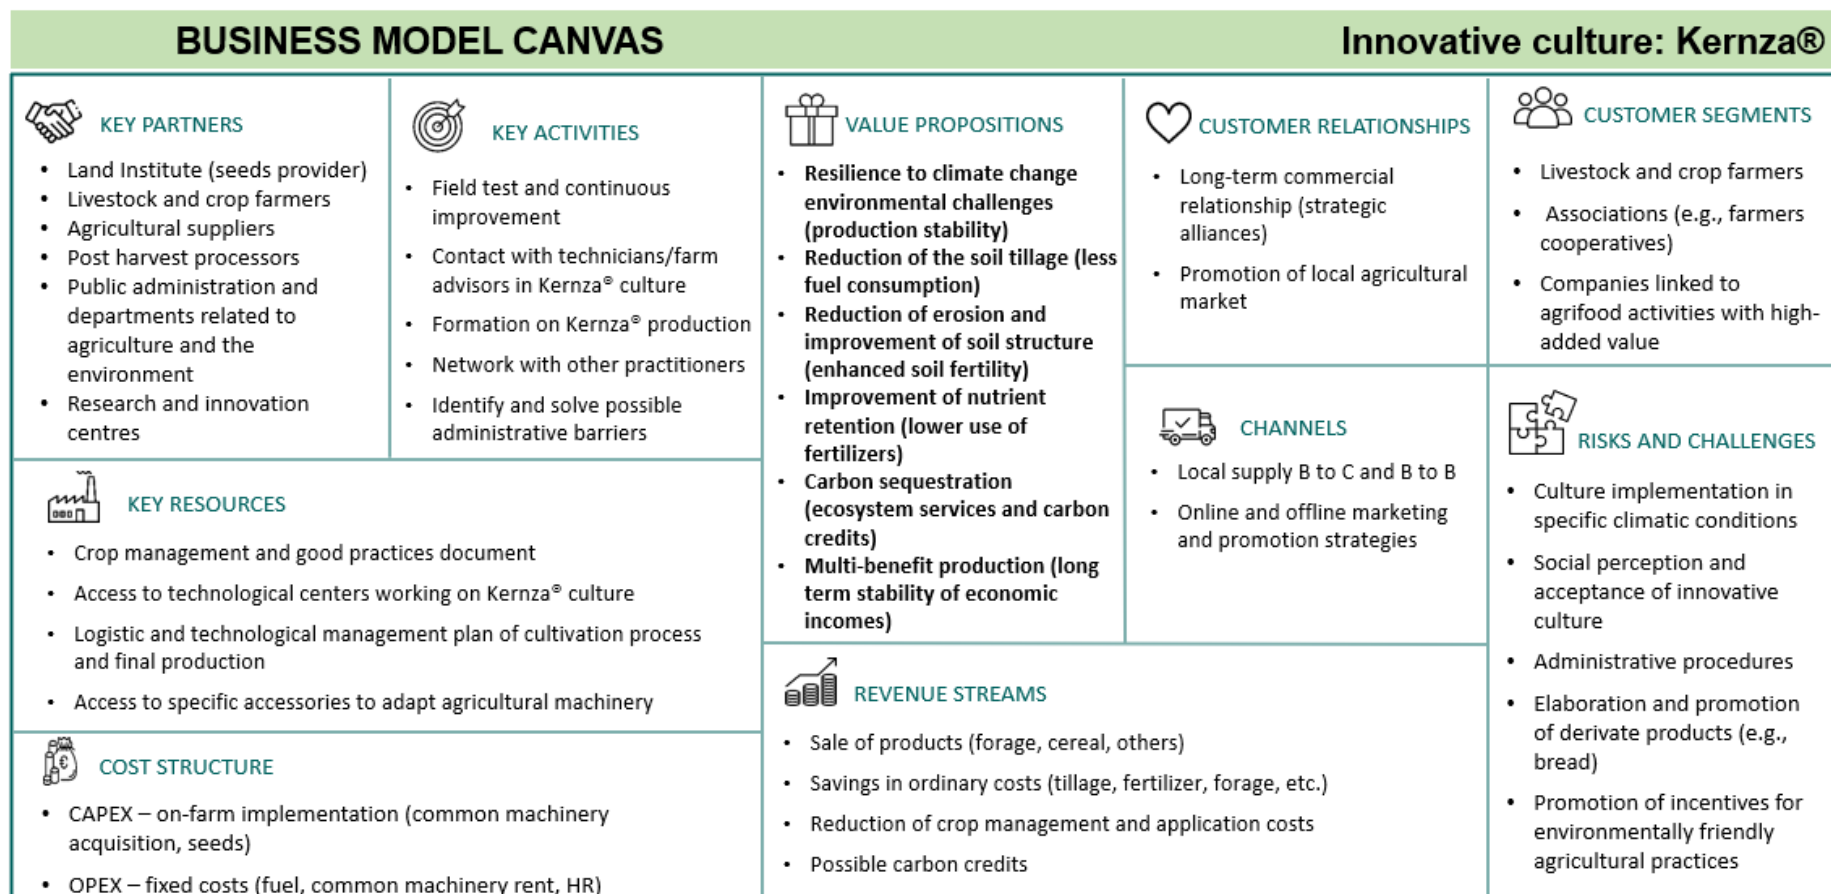 BUSINESS MODEL CANVAS
Innovative culture: Kernza®
KEY PARTNERS
• Land Institute (seeds provider)
• Livestock and crop farmers
• Agricultural suppliers
• Post harvest processors
• Public administration and
departments related to
agriculture and the
environment
• Research and innovation
centres
KEY ACTIVITIES
• Field test and continuous
improvement
• Contact with technicians/farm
advisors in Kernza® culture
• Formation on Kernza® production
• Network with other practitioners
• Identify and solve possible
administrative barriers
VALUE PROPOSITIONS
• Resilience to climate change
environmental challenges
(production stability)
• Reduction of the soil tillage (less
fuel consumption)
• Reduction of erosion and
improvement of soil structure
(enhanced soil fertility)
• Improvement of nutrient
retention (lower use of
fertilizers)
• Carbon sequestration
(ecosystem services and carbon
credits)
• Multi-benefit production (long
term stability of economic
incomes)
CUSTOMER RELATIONSHIPS
• Long-term commercial
relationship (strategic
alliances)
• Promotion of local agricultural
market
CUSTOMER SEGMENTS
• Livestock and crop farmers
• Associations (e.g., farmers
cooperatives)
• Companies linked to
agrifood activities with high-
added value
CHANNELS
• Local supply B to C and B to B
• Online and offline marketing
and promotion strategies
RISKS AND CHALLENGES
• Culture implementation in
specific climatic conditions
• Social perception and
acceptance of innovative
culture
• Administrative procedures
• Elaboration and promotion
of derivate products (e.g.,
bread)
• Promotion of incentives for
environmentally friendly
agricultural practices
KEY RESOURCES
• Crop management and good practices document
• Access to technological centers working on Kernza® culture
• Logistic and technological management plan of cultivation process
and final production
• Access to specific accessories to adapt agricultural machinery
COST STRUCTURE
• CAPEX – on-farm implementation (common machinery
acquisition, seeds)
• OPEX – fixed costs (fuel, common machinery rent, HR)
REVENUE STREAMS
• Sale of products (forage, cereal, others)
• Savings in ordinary costs (tillage, fertilizer, forage, etc.)
• Reduction of crop management and application costs
• Possible carbon credits